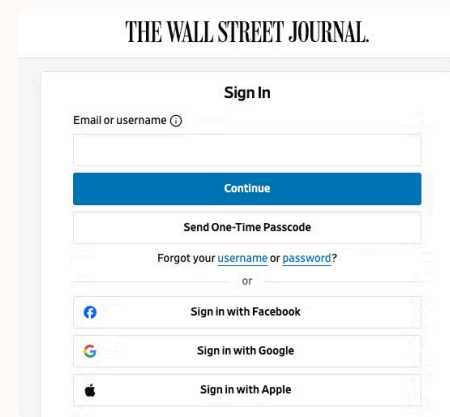 THE WALL STREET JOURNAL.
Sign In
Email or username
Continue
Send One-Time Passcode
Forgot your username or password?
or
Sign in with Facebook
Sign in with Google
Sign in with Apple